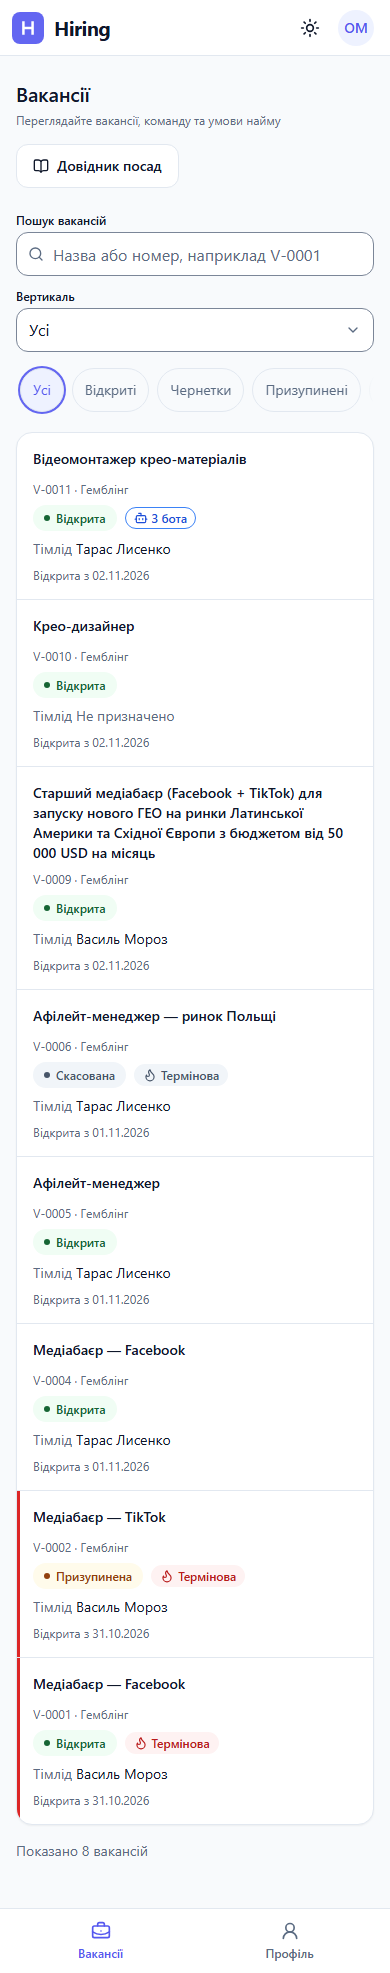 H Hiring
OM
Вакансії
Переглядайте вакансії, команду та умови найму
Довідник посад
Пошук вакансій
Назва або номер, наприклад V-0001
Вертикаль
Усі
Усі Відкриті Чернетки Призупинені
Відеомонтажер крео-матеріалів
V-0011 · Гемблінг
Відкрита 3 бота
Тімлід Тарас Лисенко
Відкрита з 02.11.2026
Крео-дизайнер
V-0010 · Гемблінг
Відкрита
Тімлід Не призначено
Відкрита з 02.11.2026
Старший медіабаєр (Facebook + TikTok) для
запуску нового ГЕО на ринки Латинської
Америки та Східної Європи з бюджетом від 50
000 USD на місяць
V-0009 · Гемблінг
Відкрита
Тімлід Василь Мороз
Відкрита з 02.11.2026
Афілейт-менеджер — ринок Польщі
V-0006 · Гемблінг
Скасована Термінова
Тімлід Тарас Лисенко
Відкрита з 01.11.2026
Афілейт-менеджер
V-0005 · Гемблінг
Відкрита
Тімлід Тарас Лисенко
Відкрита з 01.11.2026
Медіабаєр — Facebook
V-0004 · Гемблінг
Відкрита
Тімлід Тарас Лисенко
Відкрита з 01.11.2026
Медіабаєр — TikTok
V-0002 · Гемблінг
Призупинена Термінова
Тімлід Василь Мороз
Відкрита з 31.10.2026
Медіабаєр — Facebook
V-0001 · Гемблінг
Відкрита Термінова
Тімлід Василь Мороз
Відкрита з 31.10.2026
Показано 8 вакансій
Вакансії Профіль